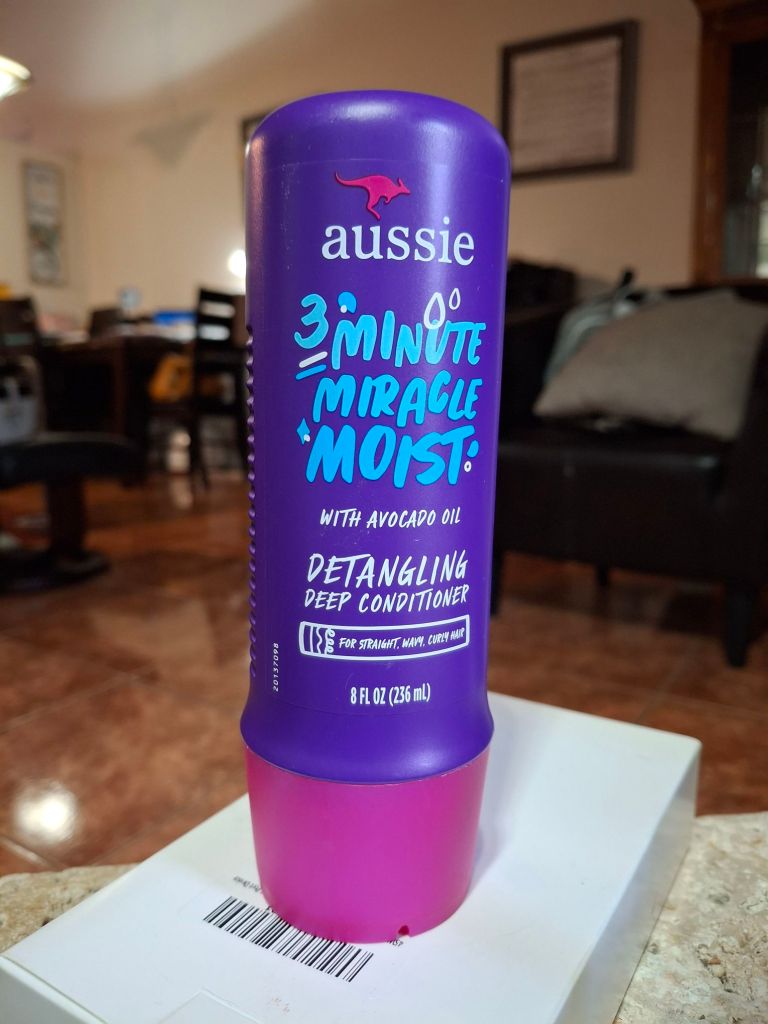 aussie
3 MINUTE
MIRACLE
MOIST
WITH AVOCADO OIL
DETANGLING
DEEP CONDITIONER
FOR STRAIGHT, WAVY, CURLY HAIR
20137098
8 FL OZ (236 mL)